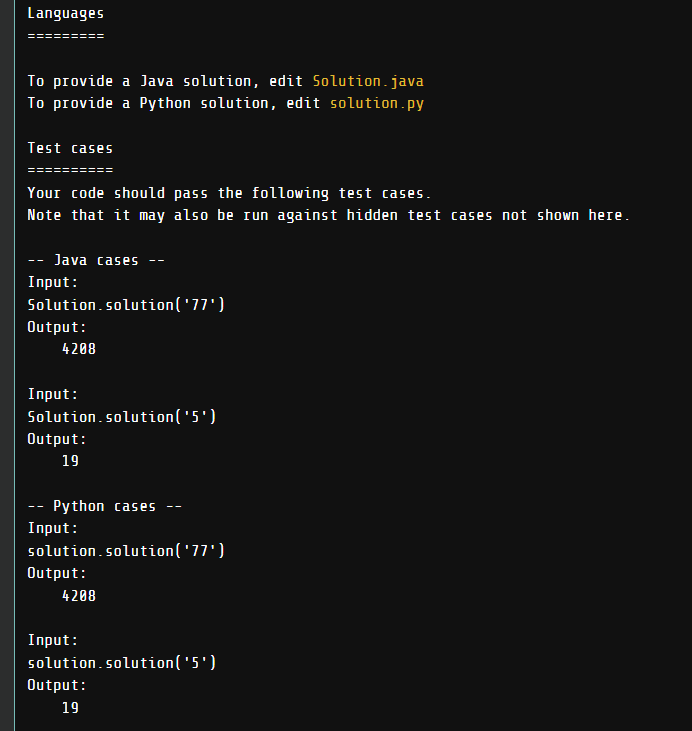 Languages
=========
To provide a Java solution, edit Solution.java
To provide a Python solution, edit solution.py
Test cases
==========
Your code should pass the following test cases.
Note that it may also be run against hidden test cases not shown here.
-- Java cases --
Input:
Solution.solution('77')
Output:
    4208
Input:
Solution.solution('5')
Output:
    19
-- Python cases --
Input:
solution.solution('77')
Output:
    4208
Input:
solution.solution('5')
Output:
    19